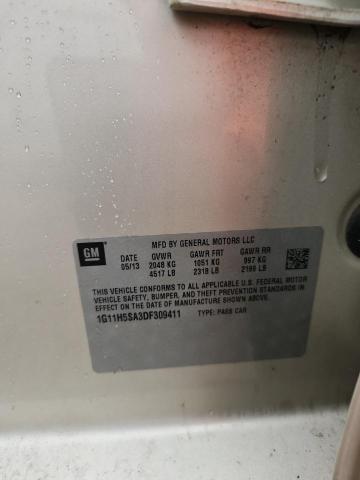 MFD BY GENERAL MOTORS LLC
GM
DATE GVWR GAWR FRT GAWR RR
05/13 2048 KG 1051 KG 997 KG
4517 LB 2318 LB 2199 LB
THIS VEHICLE CONFORMS TO ALL APPLICABLE U.S. FEDERAL MOTOR
VEHICLE SAFETY, BUMPER, AND THEFT PREVENTION STANDARDS IN
EFFECT ON THE DATE OF MANUFACTURE SHOWN ABOVE.
1G11H5SA3DF309411 TYPE: PASS CAR